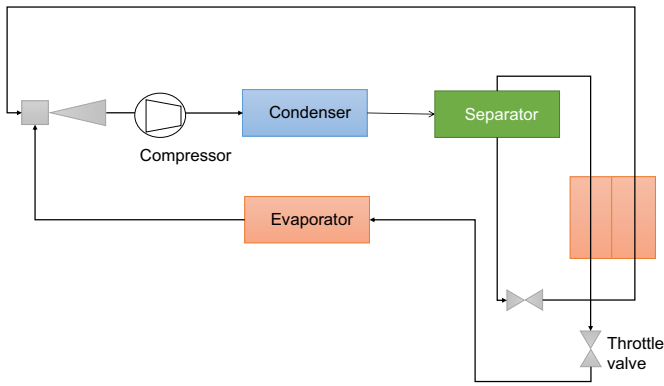 Condenser
Separator
Compressor
Evaporator
Throttle
valve